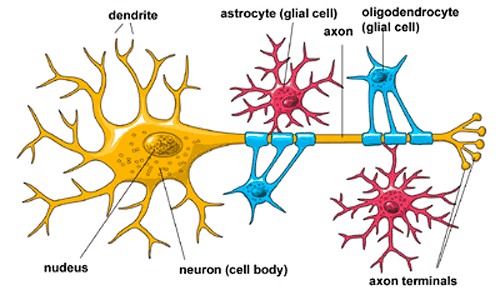 dendrite
astrocyte (glial cell)
axon
oligodendrocyte
(glial cell)
nudeus
neuron (cell body)
axon terminals